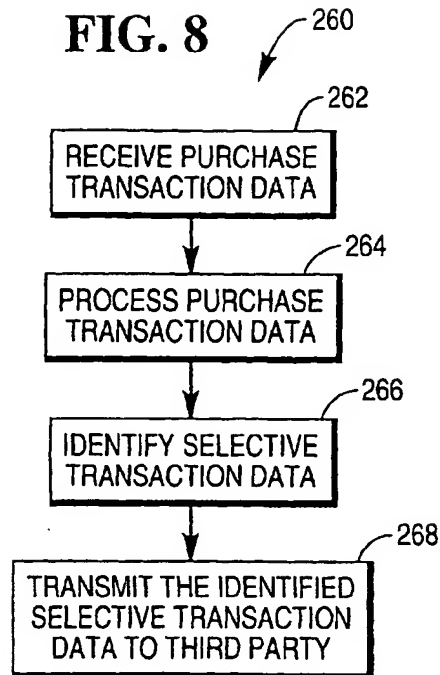 FIG. 8
260
262
RECEIVE PURCHASE
TRANSACTION DATA
264
PROCESS PURCHASE
TRANSACTION DATA
266
IDENTIFY SELECTIVE
TRANSACTION DATA
268
TRANSMIT THE IDENTIFIED
SELECTIVE TRANSACTION
DATA TO THIRD PARTY